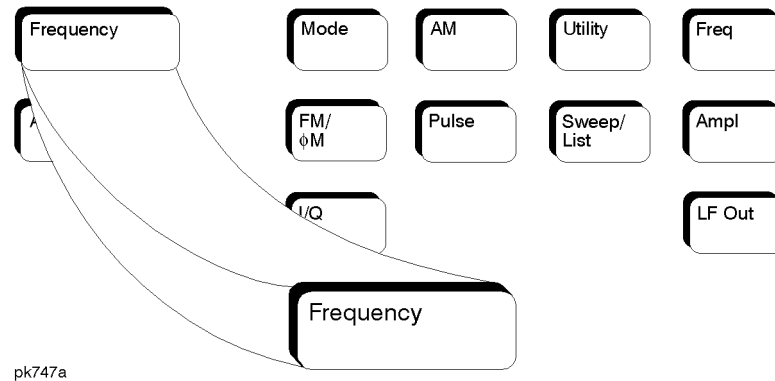 Frequency
Mode
AM
Utility
Freq
FM/
ϕM
Pulse
Sweep/
List
Ampl
I/Q
LF Out
Frequency
pk747a